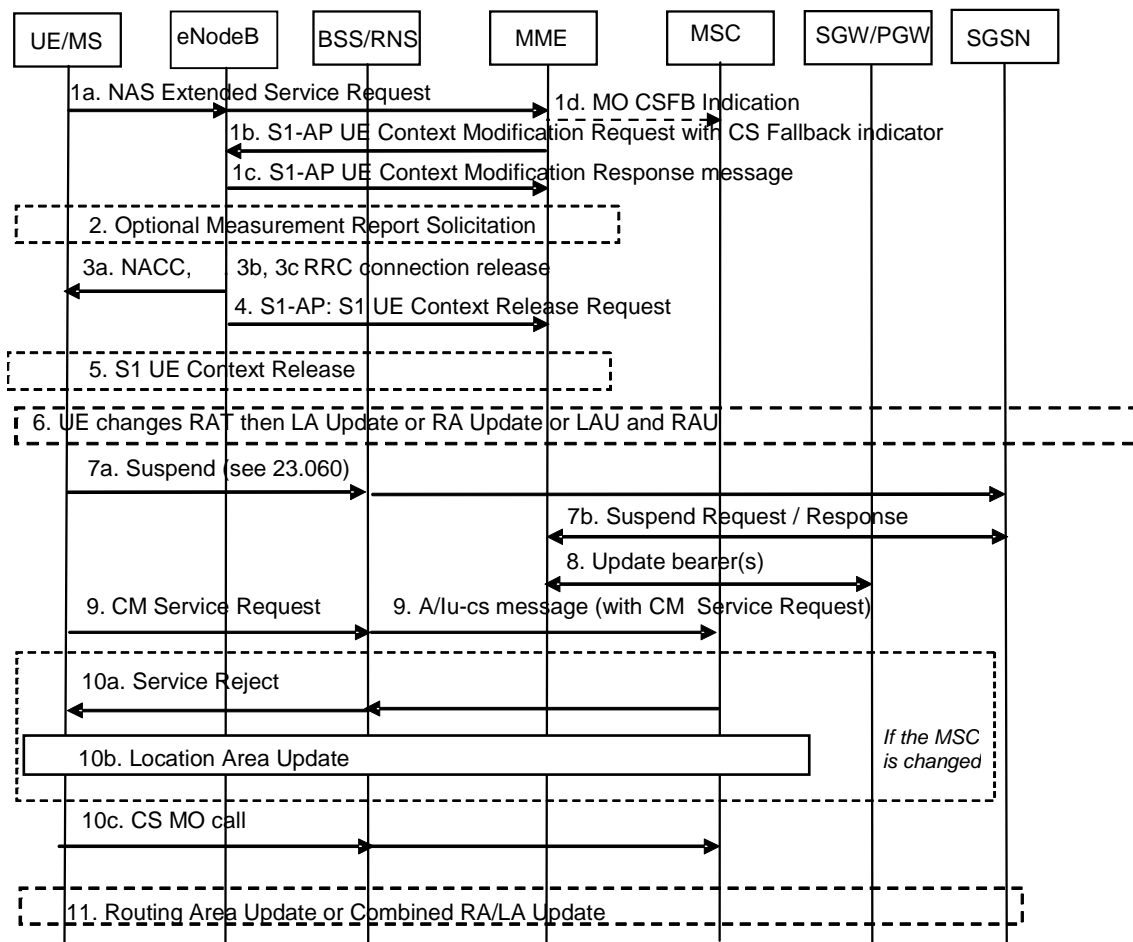 UE/MS
eNodeB
BSS/RNS
MME
MSC
SGW/PGW
SGSN
1a. NAS Extended Service Request
1d. MO CSFB Indication
1b. S1-AP UE Context Modification Request with CS Fallback indicator
1c. S1-AP UE Context Modification Response message
2. Optional Measurement Report Solicitation
3a. NACC, . 3b, 3c RRC connection release
4. S1-AP: S1 UE Context Release Request
5. S1 UE Context Release
6. UE changes RAT then LA Update or RA Update or LAU and RAU
7a. Suspend (see 23.060)
7b. Suspend Request / Response
8. Update bearer(s)
9. CM Service Request
9. A/Iu-cs message (with CM Service Request)
10a. Service Reject
If the MSC
is changed
10b. Location Area Update
10c. CS MO call
11. Routing Area Update or Combined RA/LA Update